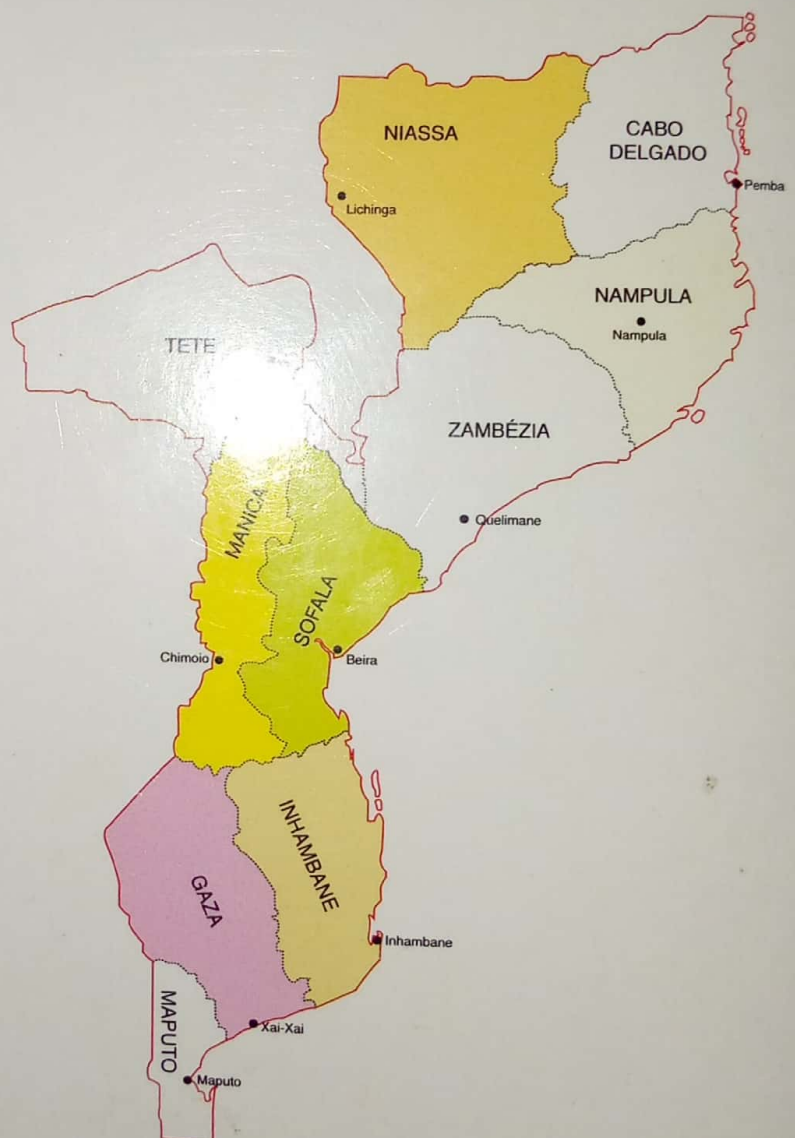 NIASSA
CABO
DELGADO
Lichinga
Pemba
NAMPULA
Nampula
TETE
ZAMBÉZIA
Quelimane
MANICA
SOFALA
Chimoio
Beira
INHAMBANE
GAZA
Inhambane
MAPUTO
Xai-Xai
Maputo